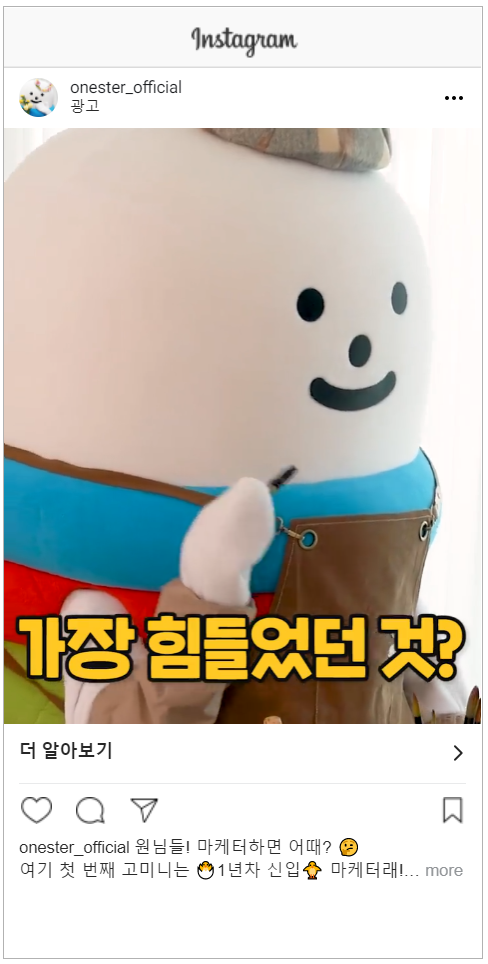 Instagram
onester_official
광고
가장 힘들었던 것?
더 알아보기
onester_official 원님들! 마케터하면 어때? 🤔
여기 첫 번째 고미니는 🐣1년차 신입🐥 마케터래!... more